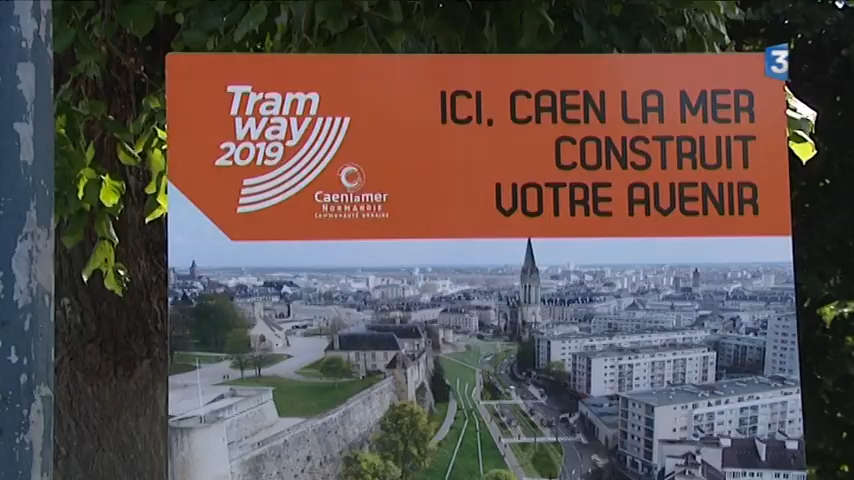 Tram
way
2019
Caenlamer
NORMANDIE
COMMUNAUTÉ URBAINE
ICI, CAEN LA MER
CONSTRUIT
VOTRE AVENIR
3